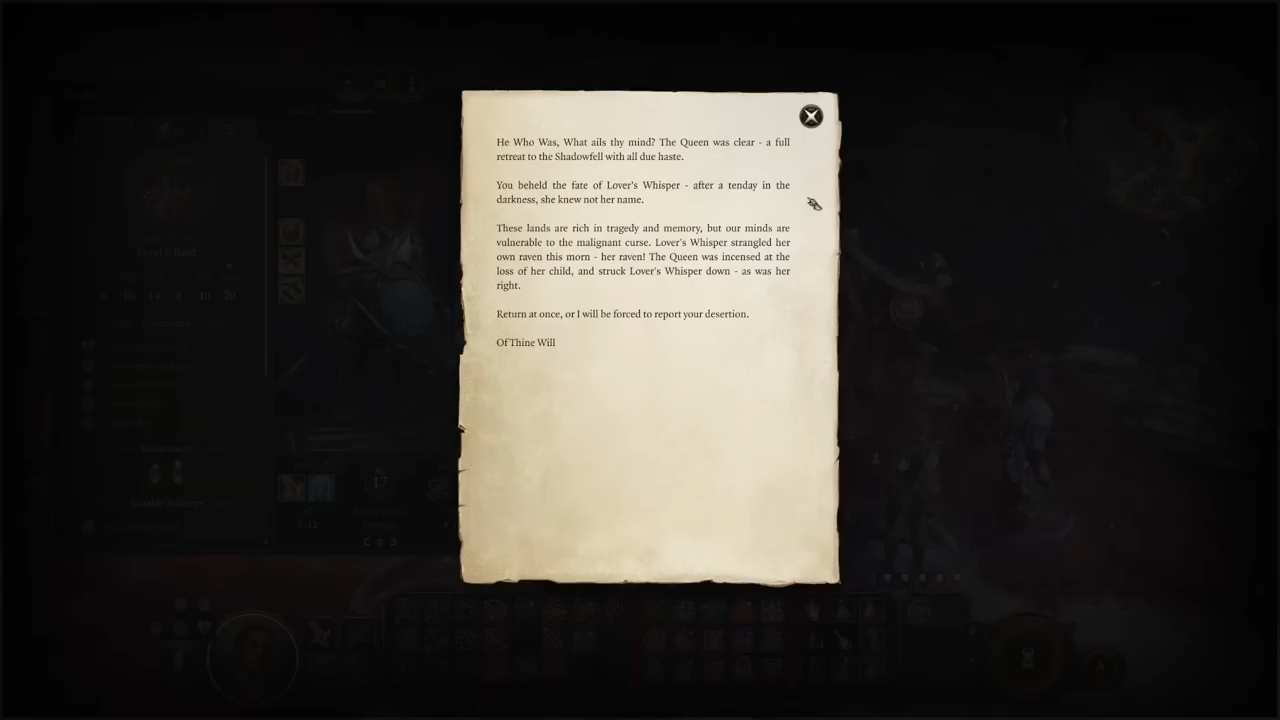 He Who Was, What ails thy mind? The Queen was clear - a full
retreat to the Shadowfell with all due haste.
You beheld the fate of Lover's Whisper - after a tenday in the
darkness, she knew not her name.
These lands are rich in tragedy and memory, but our minds are
vulnerable to the malignant curse. Lover's Whisper strangled her
own raven this morn - her raven! The Queen was incensed at the
loss of her child, and struck Lover's Whisper down - as was her
right.
Return at once, or I will be forced to report your desertion.
Of Thine Will
Level 6 Bard
17